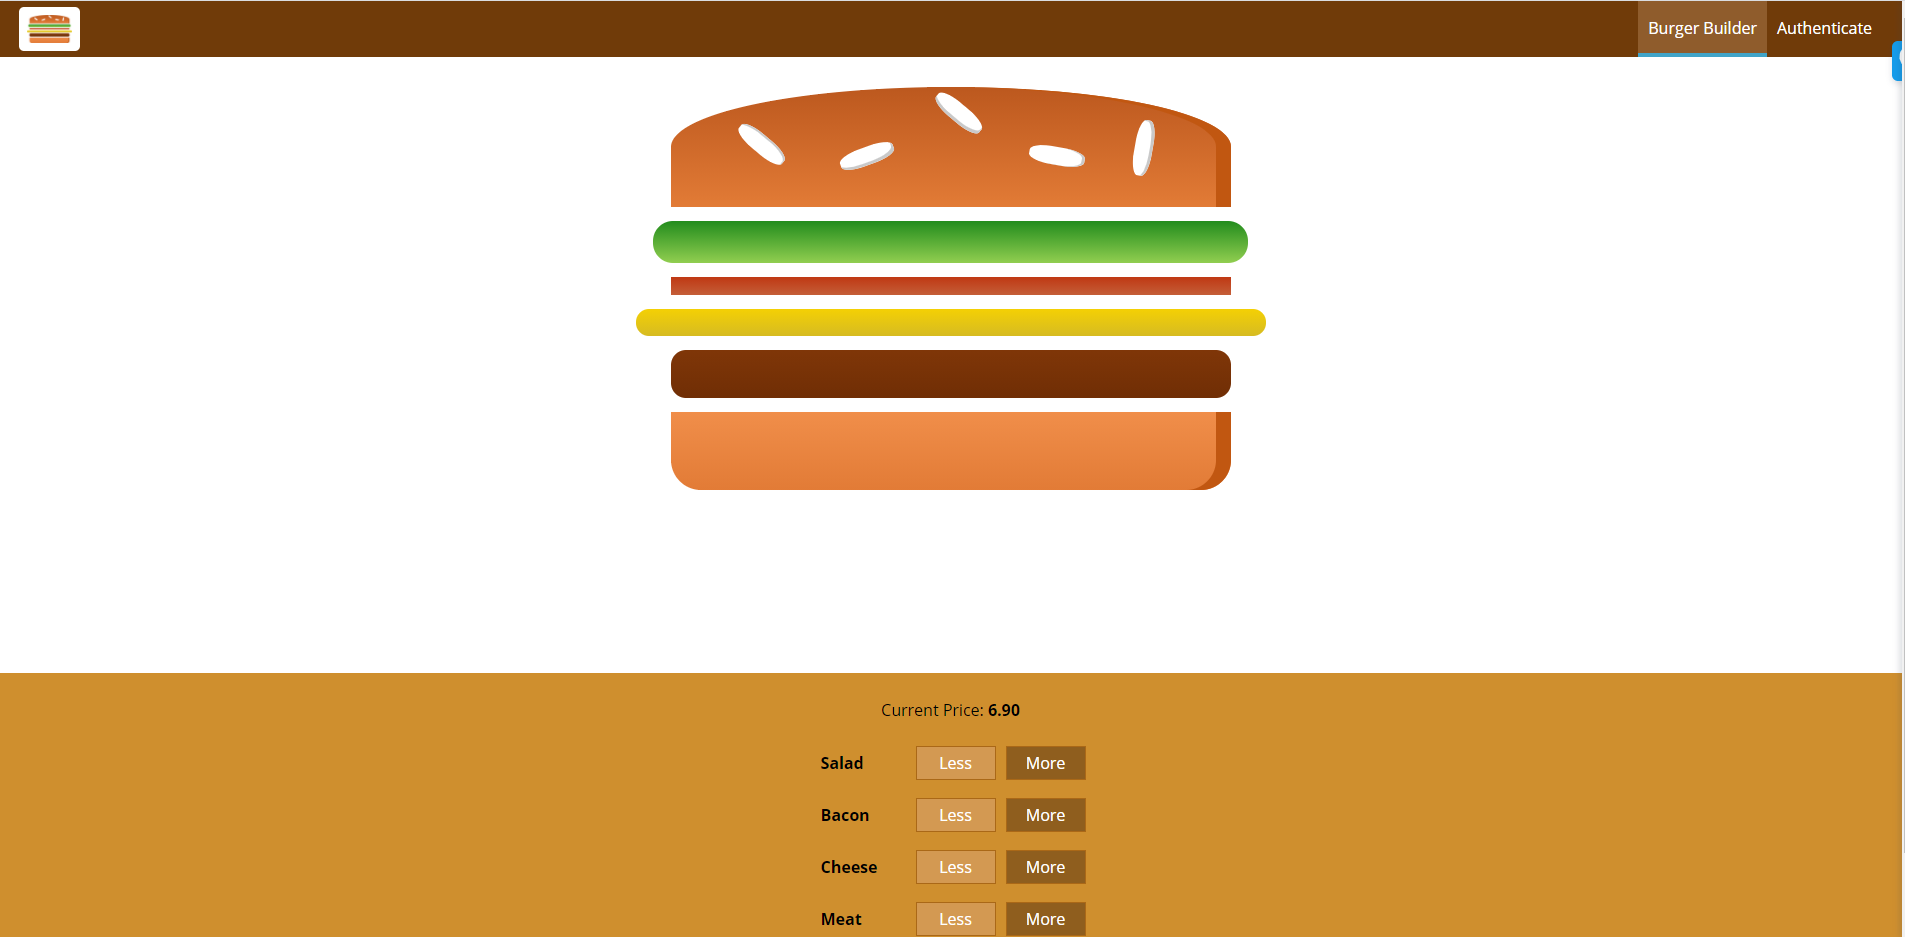 Burger Builder Authenticate
Current Price: 6.90
Salad Less More
Bacon Less More
Cheese Less More
Meat Less More